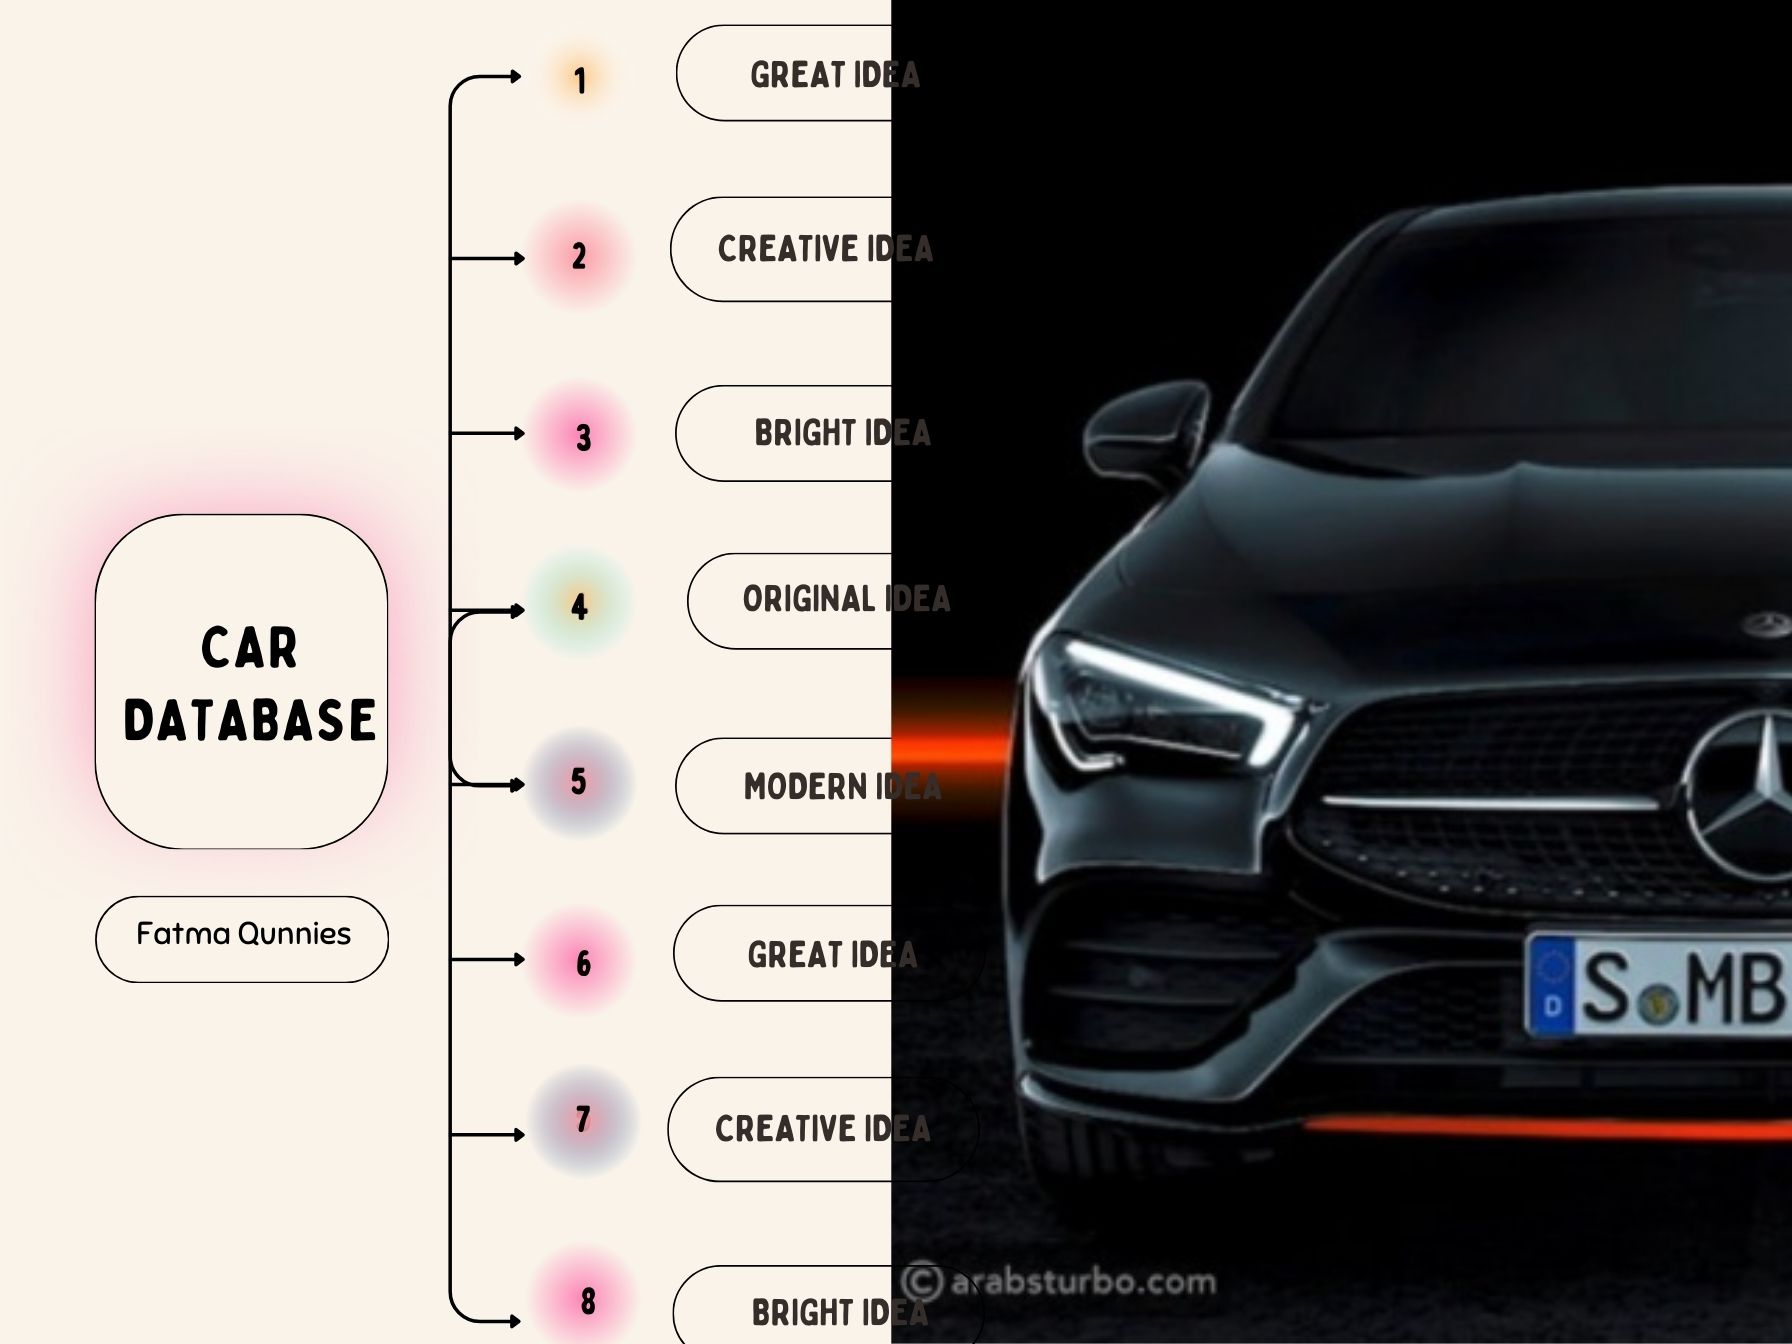 1
GREAT IDEA
2
CREATIVE IDEA
3
BRIGHT IDEA
4
ORIGINAL IDEA
CAR
DATABASE
5
MODERN IDEA
Fatma Qunnies
6
GREAT IDEA
7
CREATIVE IDEA
8
BRIGHT IDEA
D
S MB
© arabsturbo.com